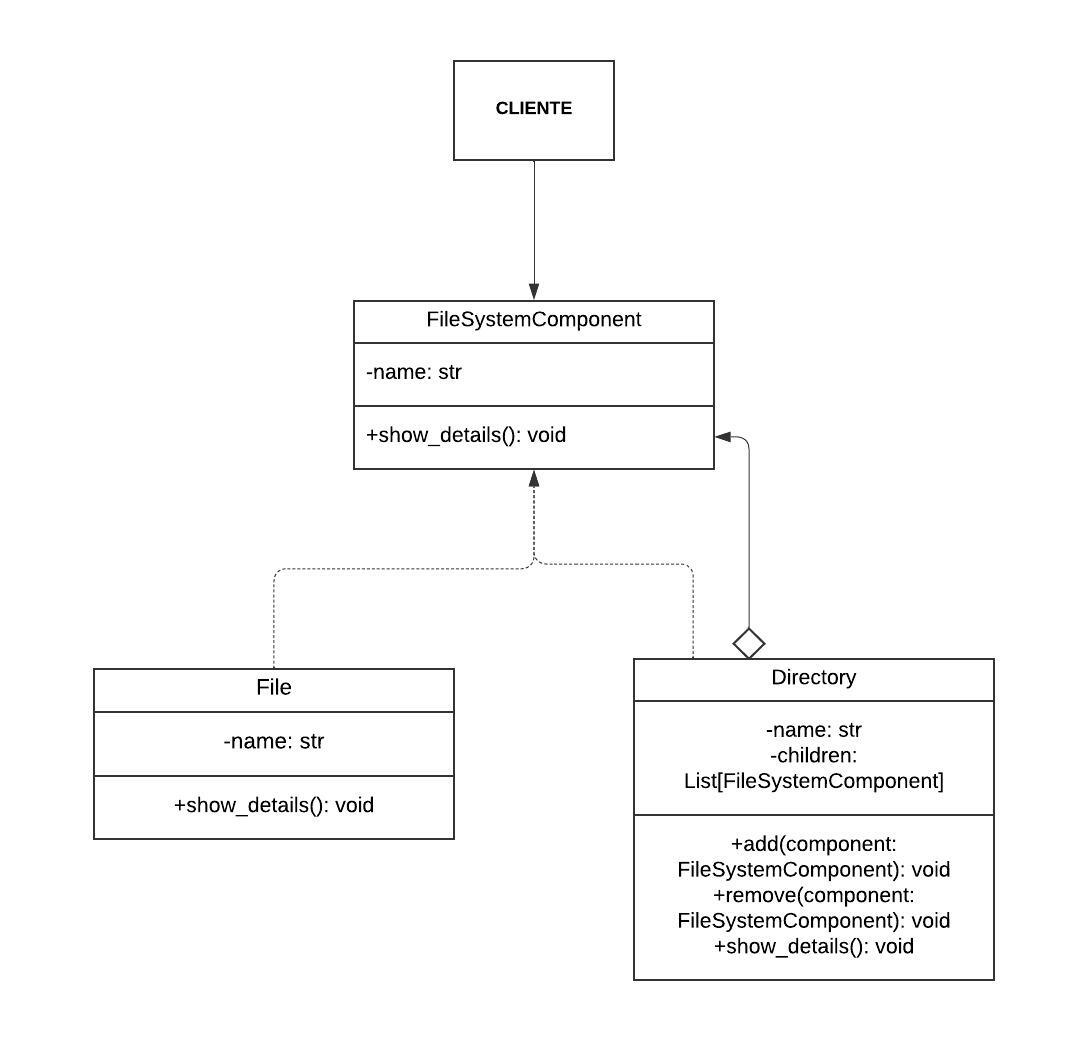 CLIENTE
FileSystemComponent
-name: str
+show_details(): void
File
-name: str
+show_details(): void
Directory
-name: str
-children:
List[FileSystemComponent]
+add(component:
FileSystemComponent): void
+remove(component:
FileSystemComponent): void
+show_details(): void